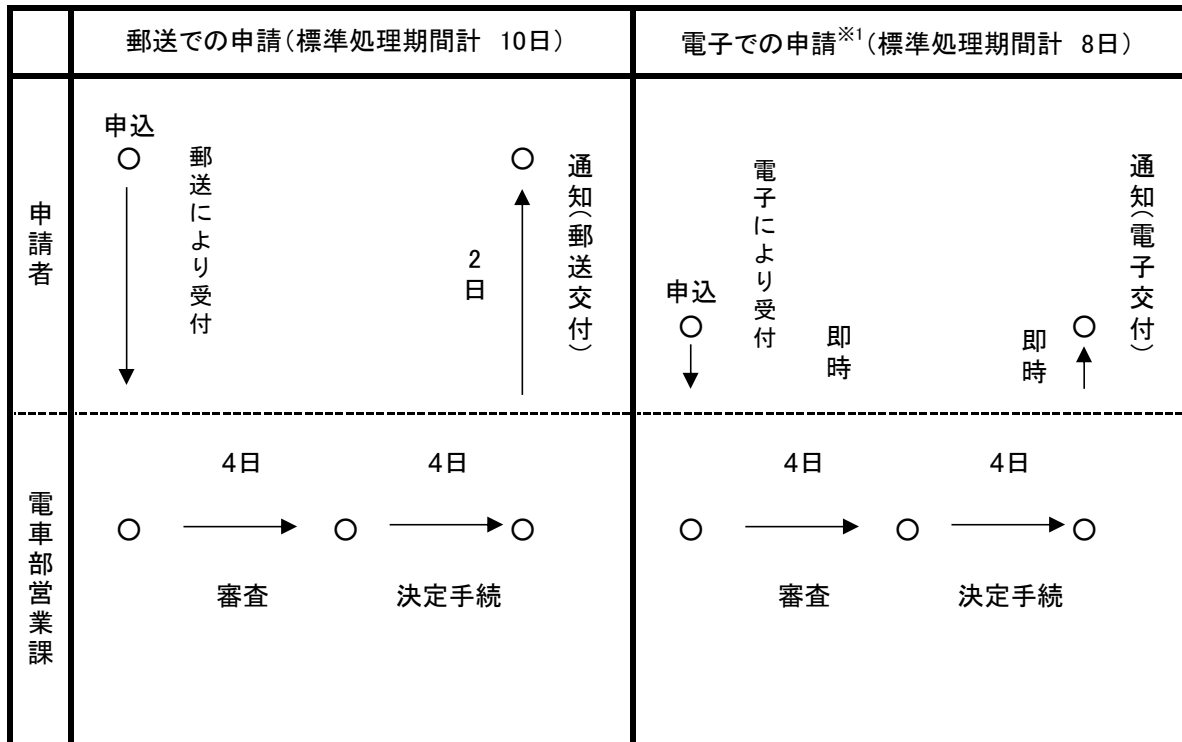 郵送での申請(標準処理期間計 10日)
電子での申請※1(標準処理期間計 8日)
申請者
申込
郵送により受付
2日
通知(郵送交付)
申込
電子により受付
即時
即時
通知(電子交付)
電車部営業課
4日
4日
審査
決定手続
4日
4日
審査
決定手続